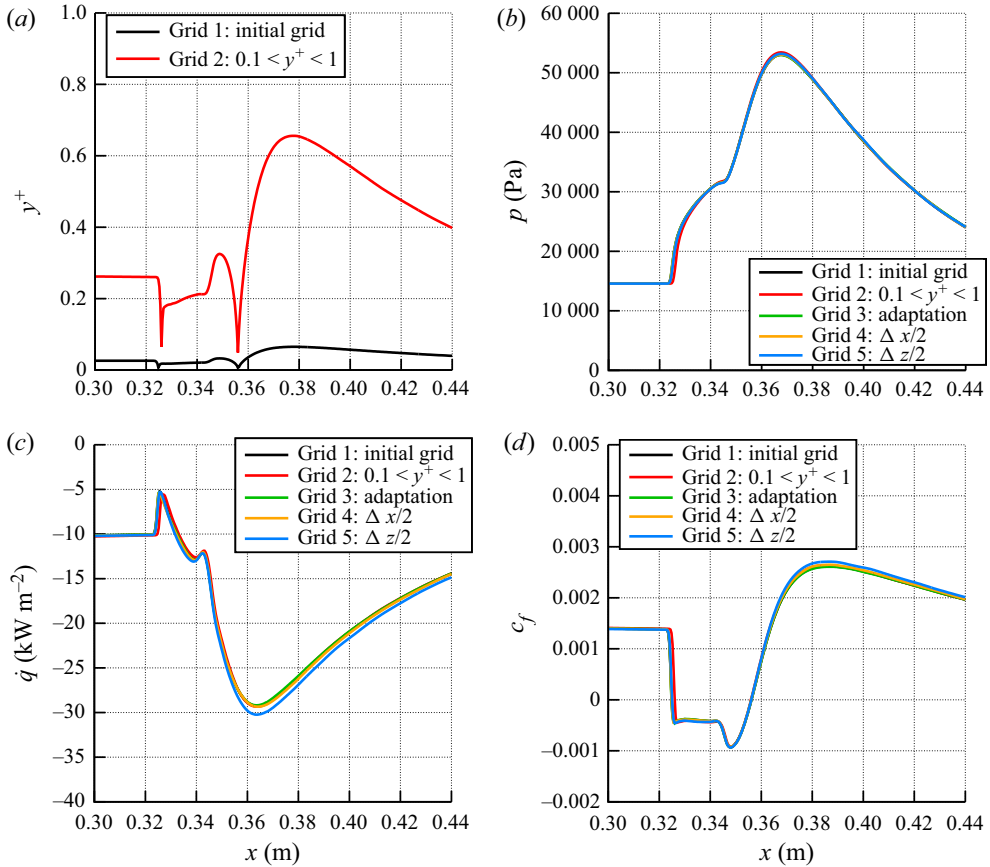 (a)
Grid 1: initial grid
Grid 2: 0.1 < y+ < 1
1.0
0.8
0.6
0.4
0.2
0
y+
0.30 0.32 0.34 0.36 0.38 0.40 0.42 0.44
(b)
60 000
50 000
40 000
30 000
20 000
10 000
0
p (Pa)
Grid 1: initial grid
Grid 2: 0.1 < y+ < 1
Grid 3: adaptation
Grid 4: Δ x/2
Grid 5: Δ z/2
0.30 0.32 0.34 0.36 0.38 0.40 0.42 0.44
(c)
Grid 1: initial grid
Grid 2: 0.1 < y+ < 1
Grid 3: adaptation
Grid 4: Δ x/2
Grid 5: Δ z/2
0
–5
–10
–15
–20
–25
–30
–35
–40
q̇ (kW m–2)
0.30 0.32 0.34 0.36 0.38 0.40 0.42 0.44
x (m)
(d)
Grid 1: initial grid
Grid 2: 0.1 < y+ < 1
Grid 3: adaptation
Grid 4: Δ x/2
Grid 5: Δ z/2
0.005
0.004
0.003
0.002
0.001
0
–0.001
–0.002
cf
0.30 0.32 0.34 0.36 0.38 0.40 0.42 0.44
x (m)